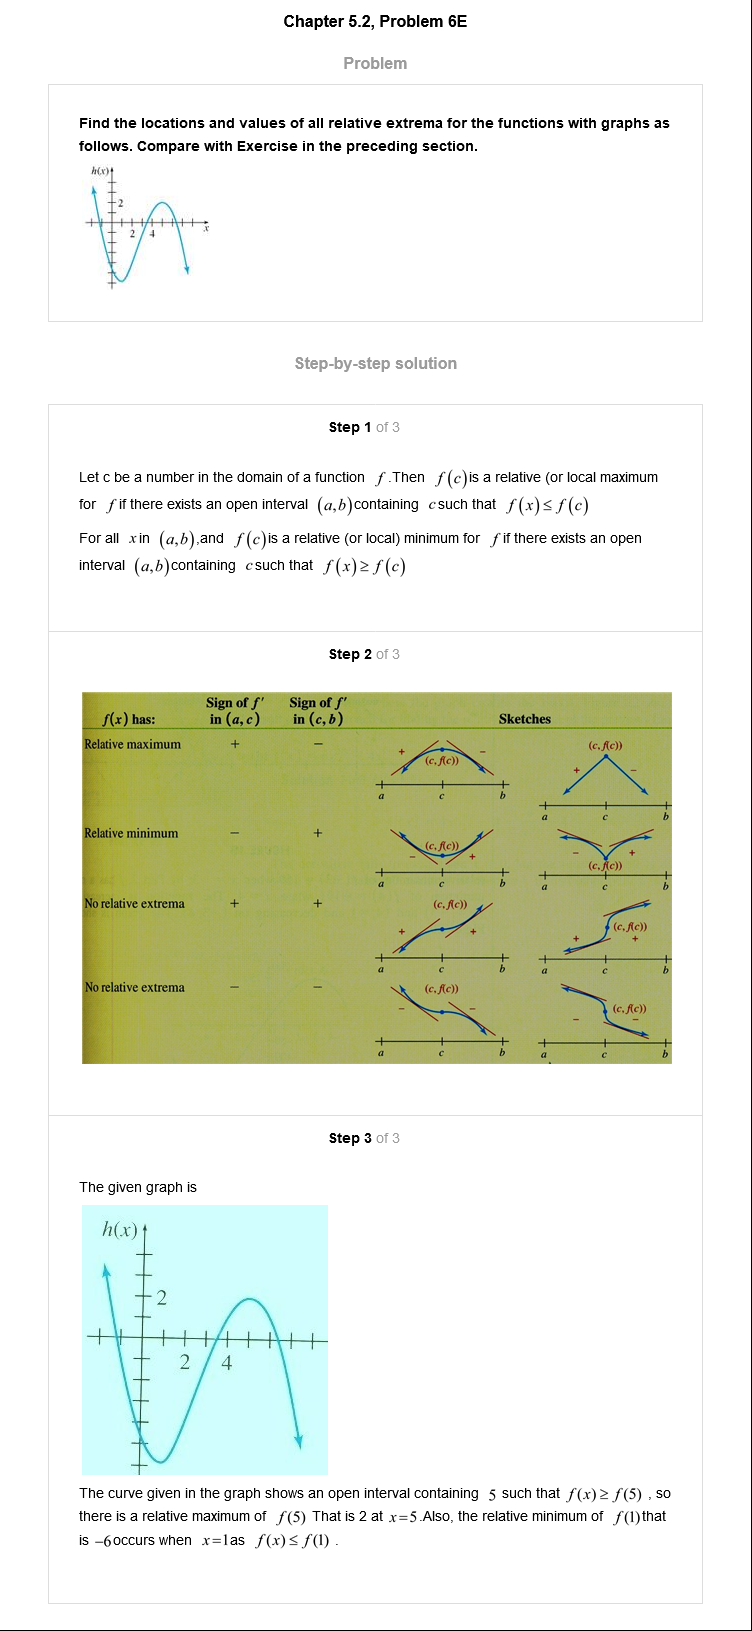 Chapter 5.2, Problem 6E
Problem
Find the locations and values of all relative extrema for the functions with graphs as
follows. Compare with Exercise in the preceding section.
h(x)
2
2 4
x
Step-by-step solution
Step 1 of 3
Let c be a number in the domain of a function f .Then f(c)is a relative (or local maximum
for f if there exists an open interval (a,b)containing c such that f(x)≤f(c)
For all x in (a,b),and f(c)is a relative (or local) minimum for f if there exists an open
interval (a,b)containing c such that f(x)≥f(c)
Step 2 of 3
f(x) has: Sign of f′ in (a, c) Sign of f′ in (c, b) Sketches
Relative maximum + −
+ − (c, f(c)) a c b
(c, f(c)) + − a c b
Relative minimum − +
(c, f(c)) − + a c b
− + (c, f(c)) a c b
No relative extrema + +
(c, f(c)) + + a c b
(c, f(c)) + + a c b
No relative extrema − −
(c, f(c)) − − a c b
(c, f(c)) − − a c b
Step 3 of 3
The given graph is
h(x)
2
2 4
The curve given in the graph shows an open interval containing 5 such that f(x)≥f(5) , so
there is a relative maximum of f(5) That is 2 at x=5.Also, the relative minimum of f(1)that
is −6occurs when x=1as f(x)≤f(1) .